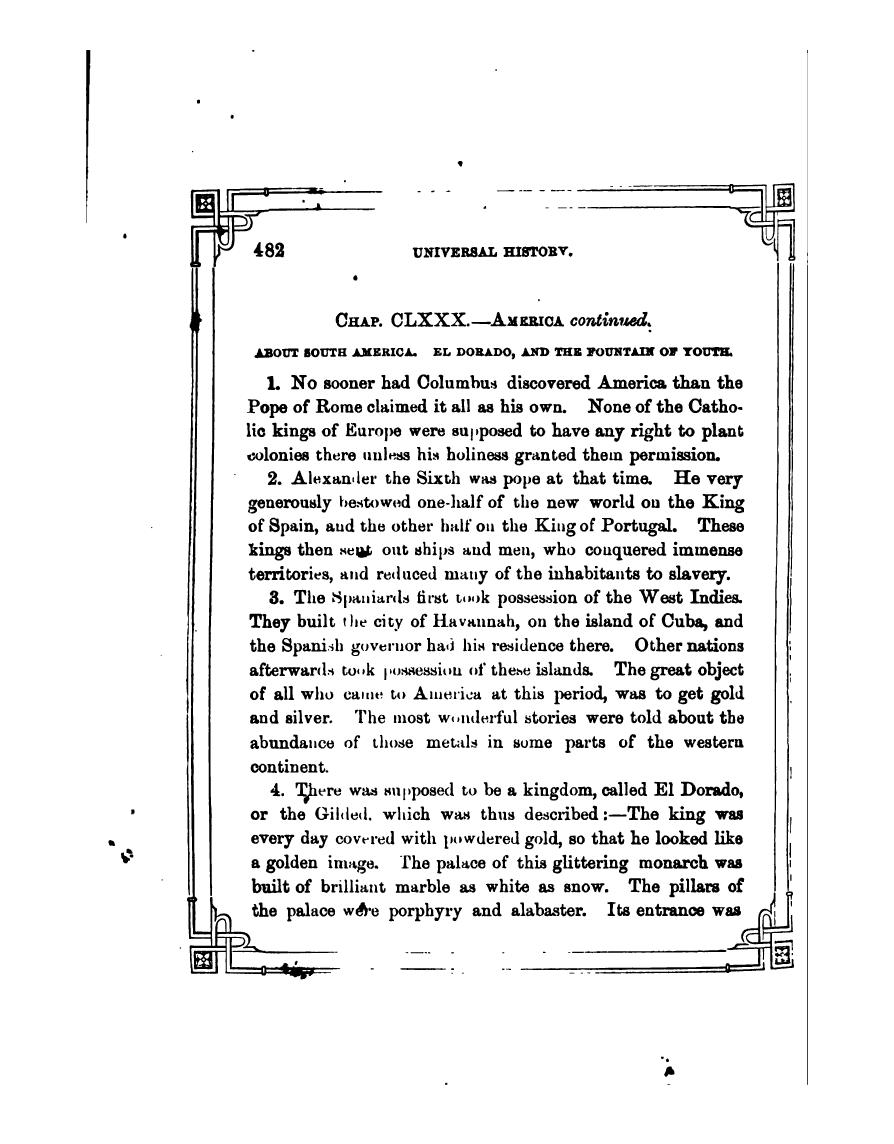 482 UNIVERSAL HISTORY.
CHAP. CLXXX.—AMERICA continued.
ABOUT SOUTH AMERICA. EL DORADO, AND THE FOUNTAIN OF YOUTH.
1. No sooner had Columbus discovered America than the
Pope of Rome claimed it all as his own. None of the Catho-
lic kings of Europe were supposed to have any right to plant
colonies there unless his holiness granted them permission.
2. Alexander the Sixth was pope at that time. He very
generously bestowed one-half of the new world on the King
of Spain, and the other half on the King of Portugal. These
kings then sent out ships and men, who conquered immense
territories, and reduced many of the inhabitants to slavery.
3. The Spaniards first took possession of the West Indies.
They built the city of Havannah, on the island of Cuba, and
the Spanish governor had his residence there. Other nations
afterwards took possession of these islands. The great object
of all who came to America at this period, was to get gold
and silver. The most wonderful stories were told about the
abundance of those metals in some parts of the western
continent.
4. There was supposed to be a kingdom, called El Dorado,
or the Gilded, which was thus described:—The king was
every day covered with powdered gold, so that he looked like
a golden image. The palace of this glittering monarch was
built of brilliant marble as white as snow. The pillars of
the palace were porphyry and alabaster. Its entrance was